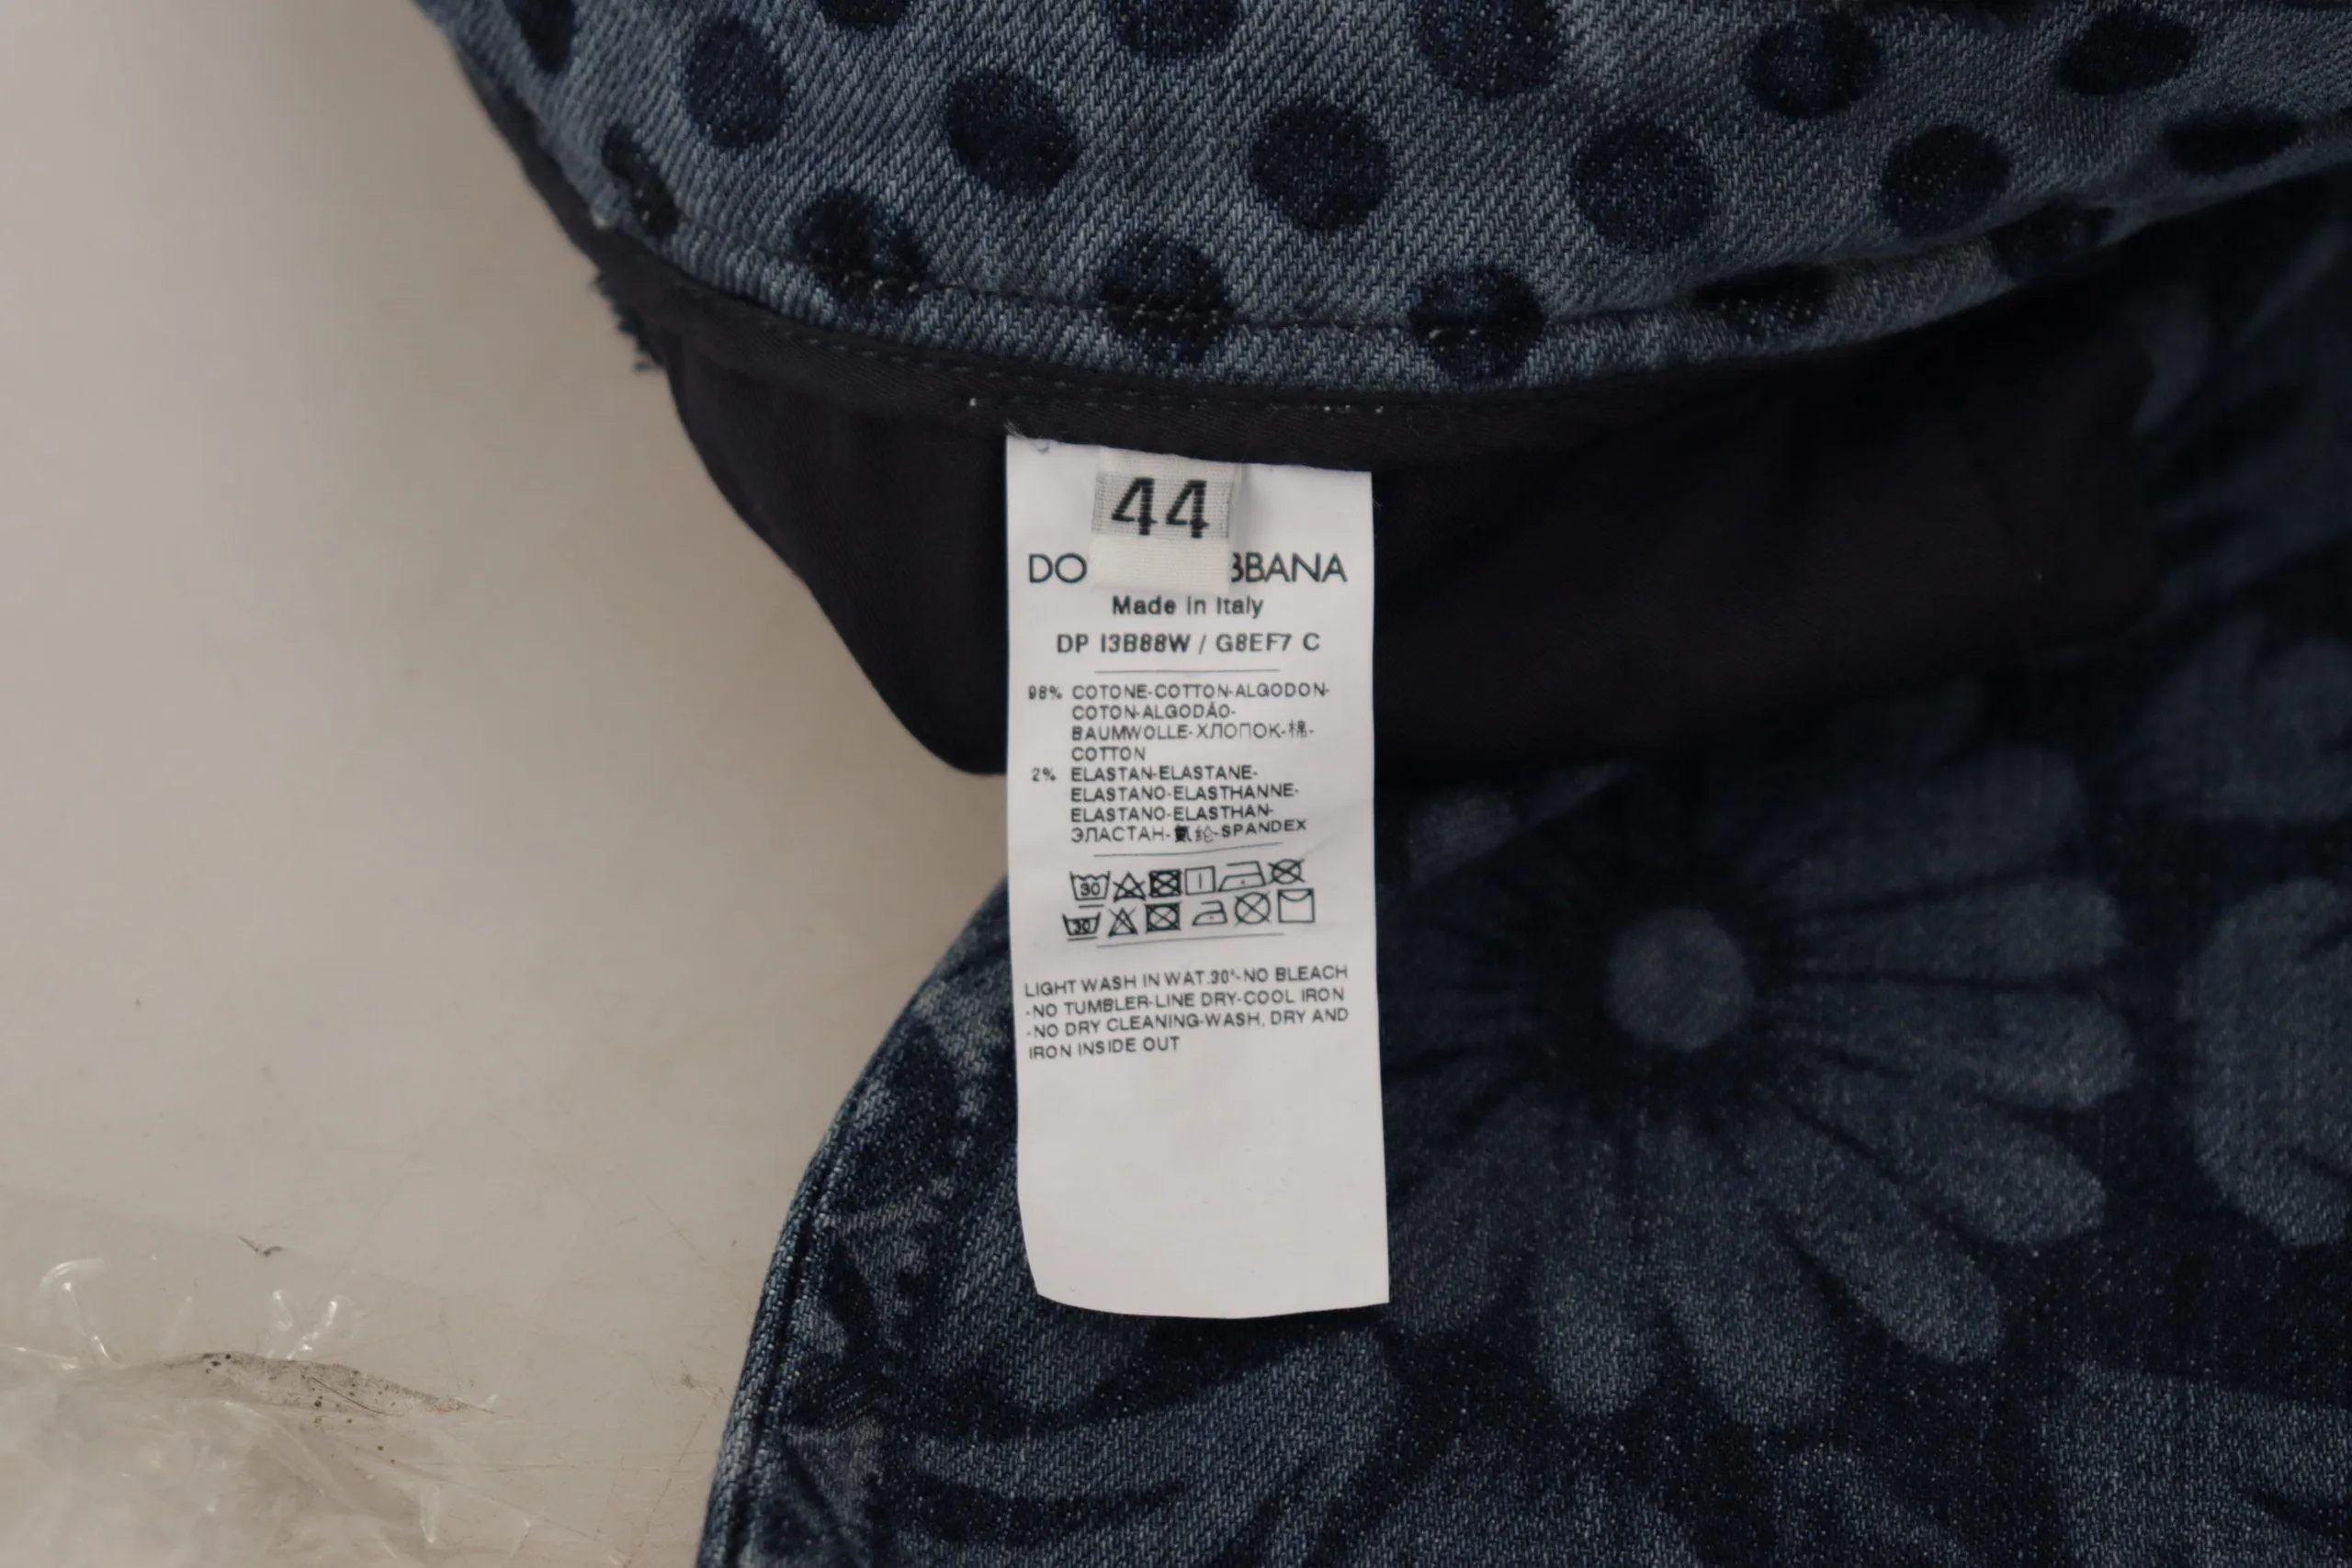 44
DO BBANA
Made in Italy
DP I3B88W / G8EF7 C
98% COTONE-COTTON-ALGODON-
COTON-ALGODÃO-
BAUMWOLLE-ХЛОПОК-棉-
COTTON
2% ELASTAN-ELASTANE-
ELASTANO-ELASTHANNE-
ELASTANO-ELASTHAN-
ЭЛАСТАН-氨纶-SPANDEX
30
30
LIGHT WASH IN WAT.30°-NO BLEACH
-NO TUMBLER-LINE DRY-COOL IRON
-NO DRY CLEANING-WASH, DRY AND
IRON INSIDE OUT